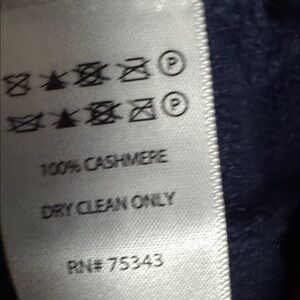 P
P
100% CASHMERE
DRY CLEAN ONLY
RN# 75343